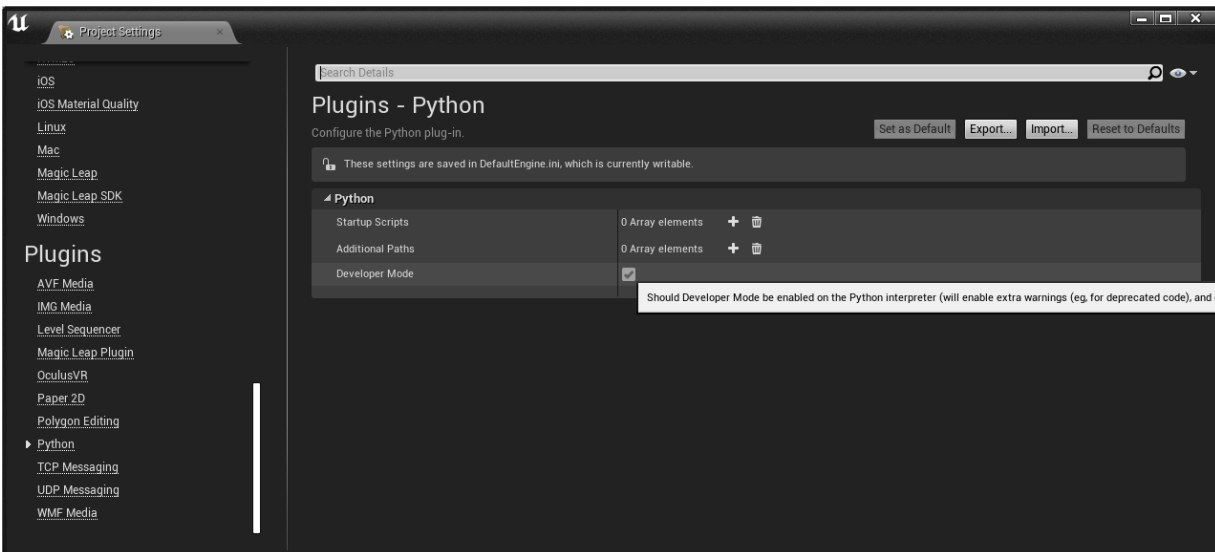 Project Settings
iOS
iOS Material Quality
Linux
Mac
Magic Leap
Magic Leap SDK
Windows
Plugins
AVF Media
IMG Media
Level Sequencer
Magic Leap Plugin
OculusVR
Paper 2D
Polygon Editing
Python
TCP Messaging
UDP Messaging
WMF Media
Search Details
Plugins - Python
Configure the Python plug-in.
Set as Default Export... Import... Reset to Defaults
These settings are saved in DefaultEngine.ini, which is currently writable.
Python
Startup Scripts 0 Array elements
Additional Paths 0 Array elements
Developer Mode
Should Developer Mode be enabled on the Python interpreter (will enable extra warnings (eg, for deprecated code), and